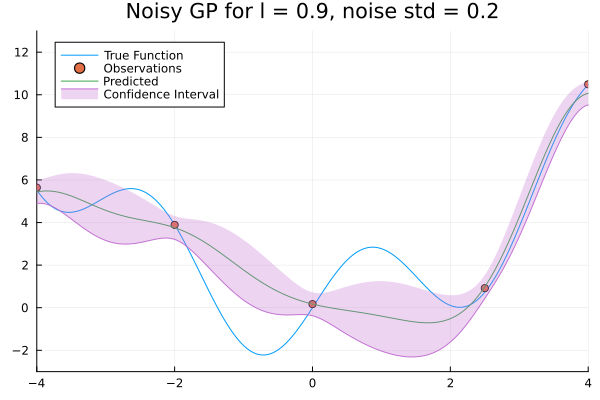 Noisy GP for l = 0.9, noise std = 0.2
True Function
Observations
Predicted
Confidence Interval
12
10
8
6
4
2
0
−2
−4 −2 0 2 4